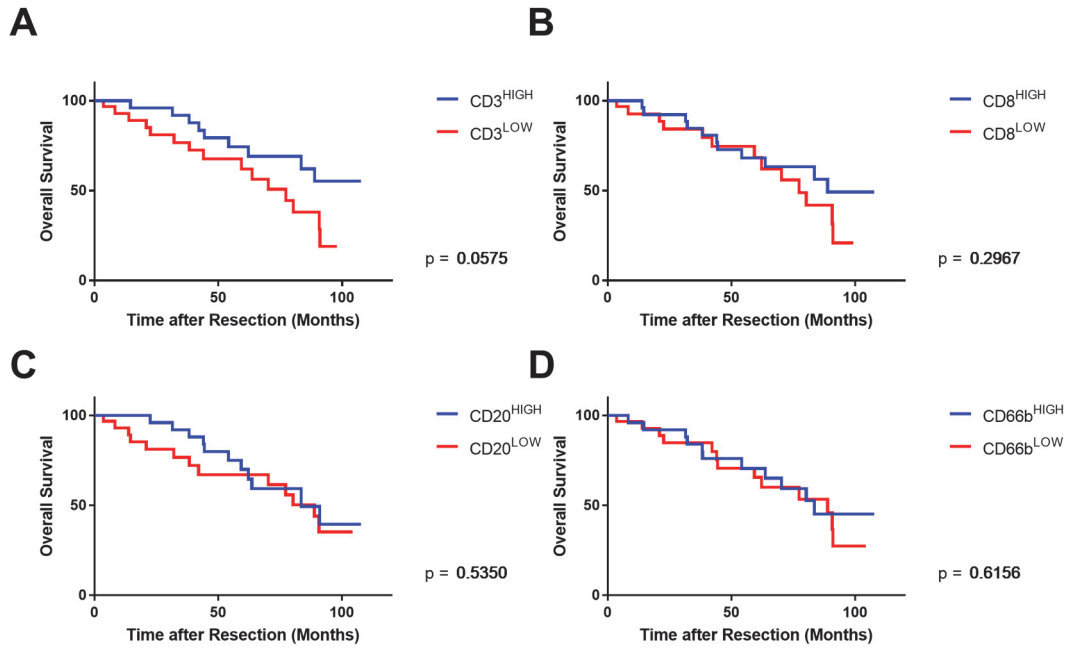 A
B
100
50
0
0
50
100
Overall Survival
Time after Resection (Months)
CD3HIGH
CD3LOW
p = 0.0575
100
50
0
0
50
100
Overall Survival
Time after Resection (Months)
CD8HIGH
CD8LOW
p = 0.2967
C
D
100
50
0
0
50
100
Overall Survival
Time after Resection (Months)
CD20HIGH
CD20LOW
p = 0.5350
100
50
0
0
50
100
Overall Survival
Time after Resection (Months)
CD66bHIGH
CD66bLOW
p = 0.6156